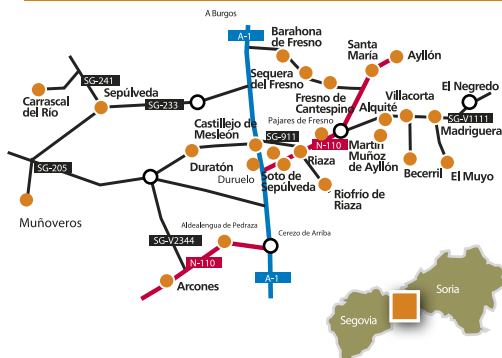 A Burgos
A-1
Barahona
de Fresno
Santa
María
Ayllón
SG-241
Sequera
del Fresno
Carrascal
del Río
Sepúlveda
SG-233
Fresno de
Cantespino
Villacorta
El Negredo
Castillejo de
Mesleón
Pajares de Fresno
Alquité
SG-V1111
SG-911
N-110
Madriguera
SG-205
Duratón
Riaza
Martín
Muñoz
de Ayllón
Duruelo
Soto de
Sepúlveda
Becerril
El Muyo
Riofrío de
Riaza
Muñoveros
Aldealengua de Pedraza
Cerezo de Arriba
SG-V2344
N-110
A-1
Arcones
Soria
Segovia